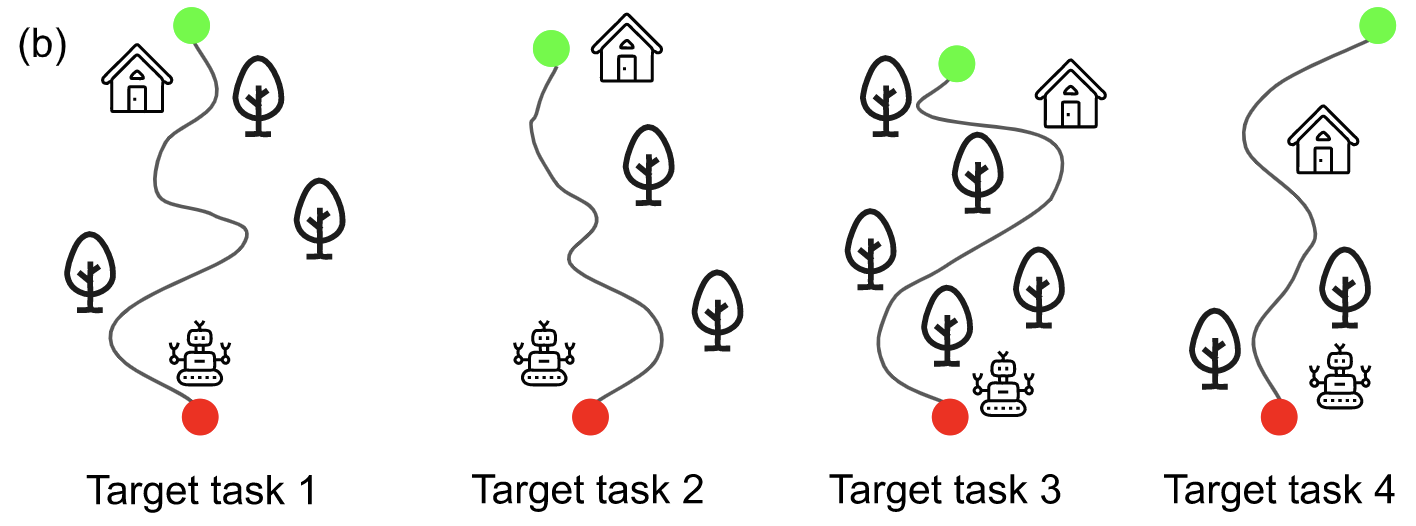 (b)
Target task 1
Target task 2
Target task 3
Target task 4